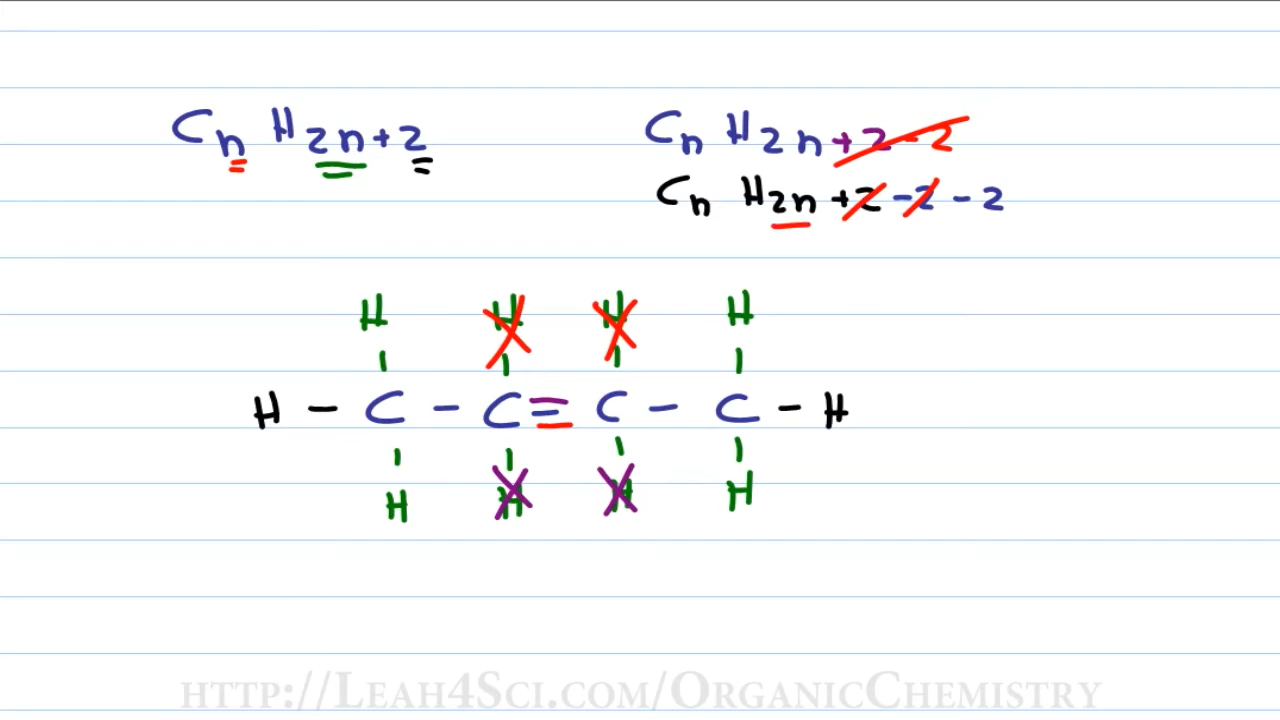 CnH2n+2
CnH2n+2-2
CnH2n+2-2-2
H H H H
H - C - C ≡ C - C - H
H H H H
HTTP://LEAH4SCI.COM/ORGANICCHEMISTRY